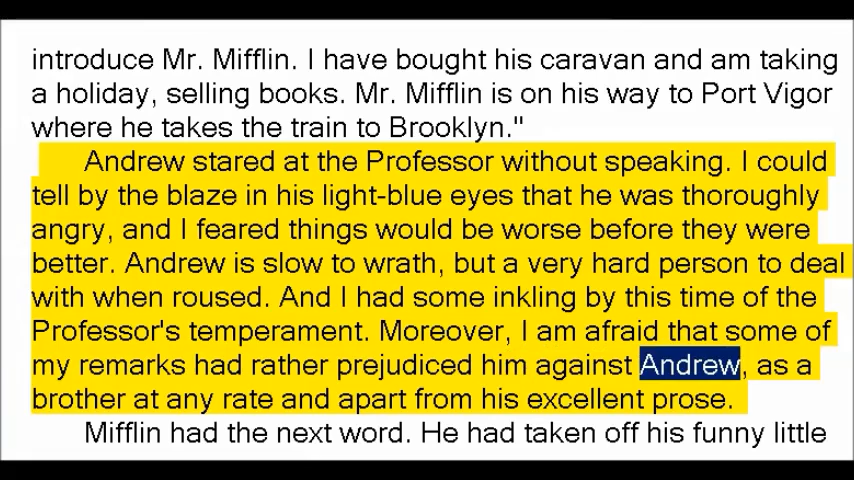 introduce Mr. Mifflin. I have bought his caravan and am taking
a holiday, selling books. Mr. Mifflin is on his way to Port Vigor
where he takes the train to Brooklyn."
Andrew stared at the Professor without speaking. I could
tell by the blaze in his light-blue eyes that he was thoroughly
angry, and I feared things would be worse before they were
better. Andrew is slow to wrath, but a very hard person to deal
with when roused. And I had some inkling by this time of the
Professor's temperament. Moreover, I am afraid that some of
my remarks had rather prejudiced him against Andrew, as a
brother at any rate and apart from his excellent prose.
Mifflin had the next word. He had taken off his funny little